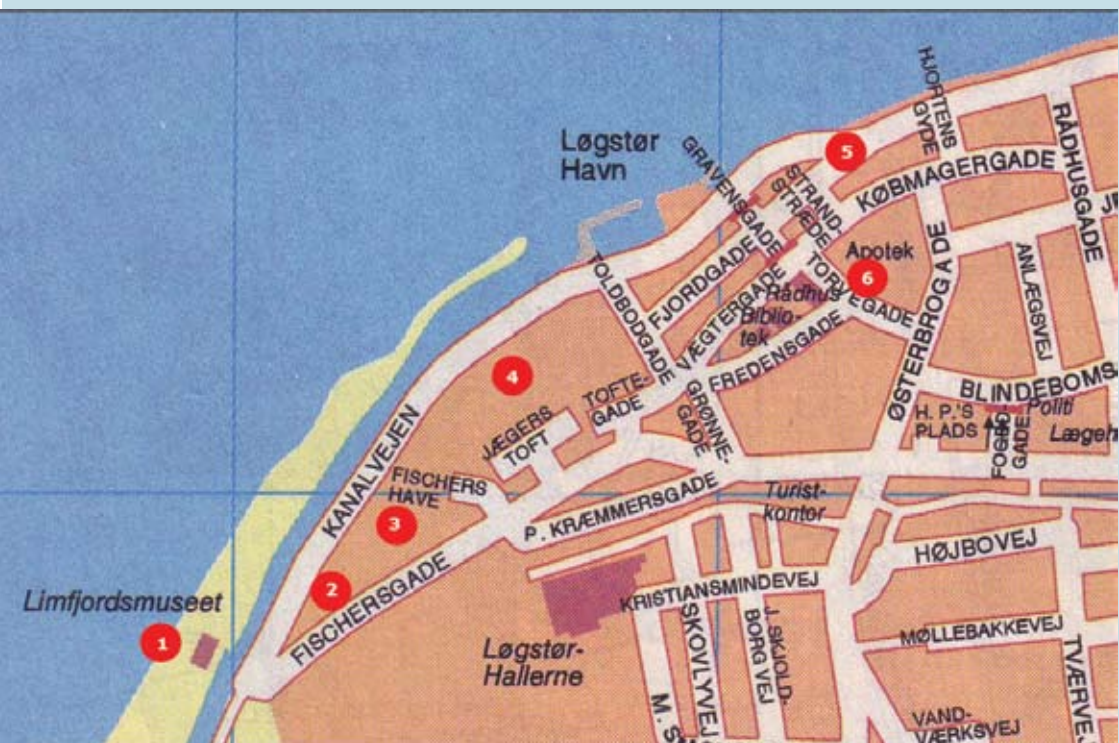 HJORTENS
GYDE
RÅDHUSGADE
Løgstør
Havn
5
GRAVENSGADE
STRAND-
STRÆDE
KØBMAGERGADE
Apotek
6
TOLDBODGADE
FJORDGADE
VÆGTERGADE
TORVEGADE
Rådhus
Biblio-
tek
FREDENSGADE
ØSTERBROGADE
ANLÆGSVEJ
4
TOFTE-
GADE
GRØNNE-
GADE
BLINDEBOMS
H. P.'S
PLADS
Politi
JÆGERS
TOFT
KANALVEJEN
FISCHERS
HAVE
3
P. KRÆMMERSGADE
Turist-
kontor
HØJBOVEJ
2
FISCHERSGADE
Limfjordsmuseet
1
KRISTIANSMINDEVEJ
Løgstør-
Hallerne
SKOVLYVEJ
J. SKJOLD-
BORG VEJ
MØLLEBAKKEVEJ
TVÆRVEJ
VAND-
VÆRKSVEJ